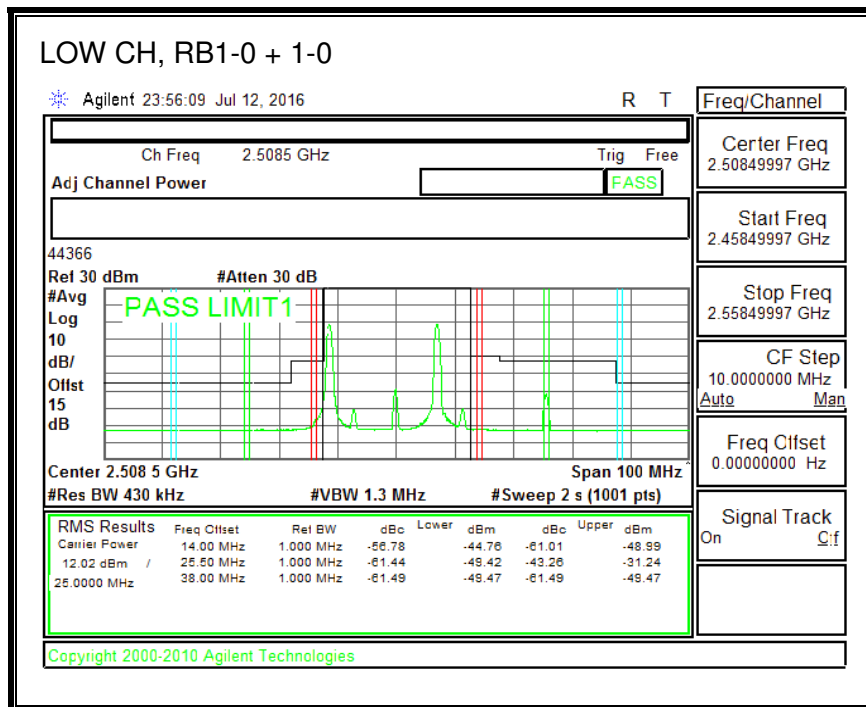 LOW CH, RB1-0 + 1-0
Agilent 23:56:09 Jul 12, 2016 R T
Ch Freq 2.5085 GHz Trig Free
Adj Channel Power PASS
44366
Ref 30 dBm #Atten 30 dB
#Avg
Log
10
dB/
Offst
15
dB
PASS LIMIT1
Center 2.508 5 GHz Span 100 MHz
#Res BW 430 kHz #VBW 1.3 MHz #Sweep 2 s (1001 pts)
RMS Results Freq Offset Ref BW dBc Lower dBm dBc Upper dBm
Carrier Power 14.00 MHz 1.000 MHz -56.78 -44.76 -61.01 -48.99
12.02 dBm / 25.50 MHz 1.000 MHz -61.44 -49.42 -43.26 -31.24
25.0000 MHz 38.00 MHz 1.000 MHz -61.49 -49.47 -61.49 -49.47
Copyright 2000-2010 Agilent Technologies
Freq/Channel
Center Freq
2.50849997 GHz
Start Freq
2.45849997 GHz
Stop Freq
2.55849997 GHz
CF Step
10.0000000 MHz
Auto Man
Freq Offset
0.00000000 Hz
Signal Track
On Off